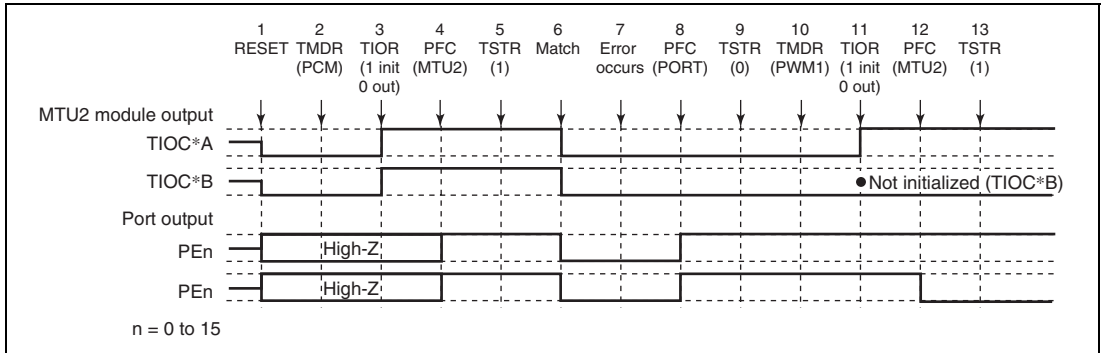 1 2 3 4 5 6 7 8 9 10 11 12 13
RESET TMDR TIOR PFC TSTR Match Error PFC TSTR TMDR TIOR PFC TSTR
(PCM) (1 init (MTU2) (1) occurs (PORT) (0) (PWM1) (1 init (MTU2) (1)
0 out) 0 out)
MTU2 module output
TIOC*A
TIOC*B
●Not initialized (TIOC*B)
Port output
PEn
High-Z
PEn
High-Z
n = 0 to 15